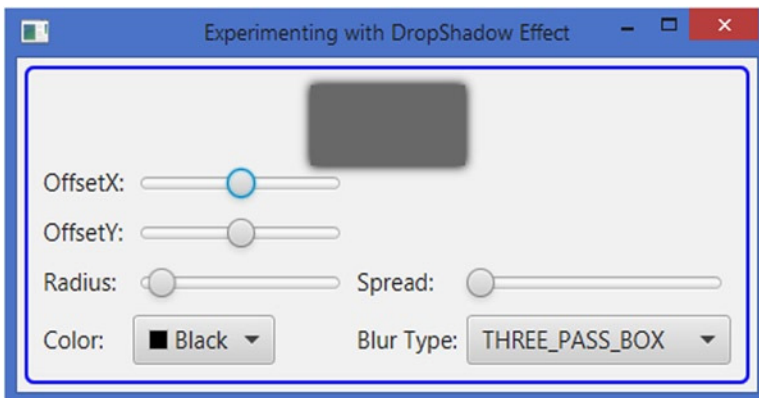 Experimenting with DropShadow Effect
OffsetX:
OffsetY:
Radius: Spread:
Color: Black Blur Type: THREE_PASS_BOX